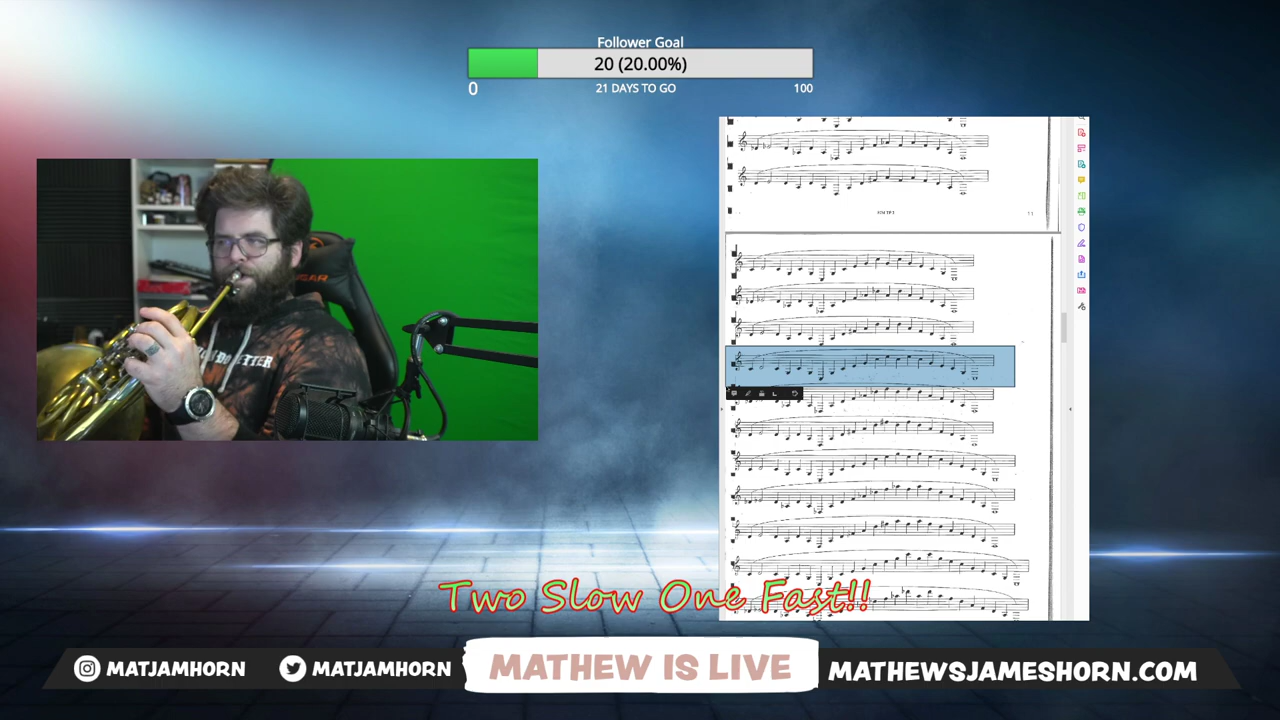 Follower Goal
20 (20.00%)
0
21 DAYS TO GO
100
11
Two Slow One Fast!!
MATJAMHORN
MATJAMHORN
MATHEW IS LIVE
MATHEWSJAMESHORN.COM